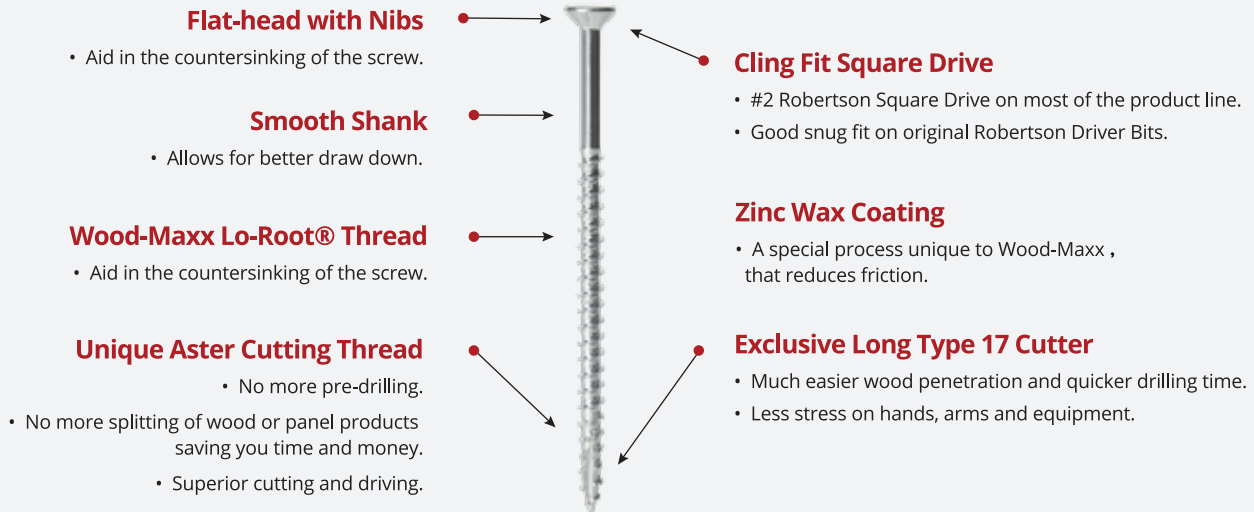 Flat-head with Nibs
• Aid in the countersinking of the screw.
Smooth Shank
• Allows for better draw down.
Wood-Maxx Lo-Root® Thread
• Aid in the countersinking of the screw.
Unique Aster Cutting Thread
• No more pre-drilling.
• No more splitting of wood or panel products
saving you time and money.
• Superior cutting and driving.
Cling Fit Square Drive
• #2 Robertson Square Drive on most of the product line.
• Good snug fit on original Robertson Driver Bits.
Zinc Wax Coating
• A special process unique to Wood-Maxx ,
that reduces friction.
Exclusive Long Type 17 Cutter
• Much easier wood penetration and quicker drilling time.
• Less stress on hands, arms and equipment.